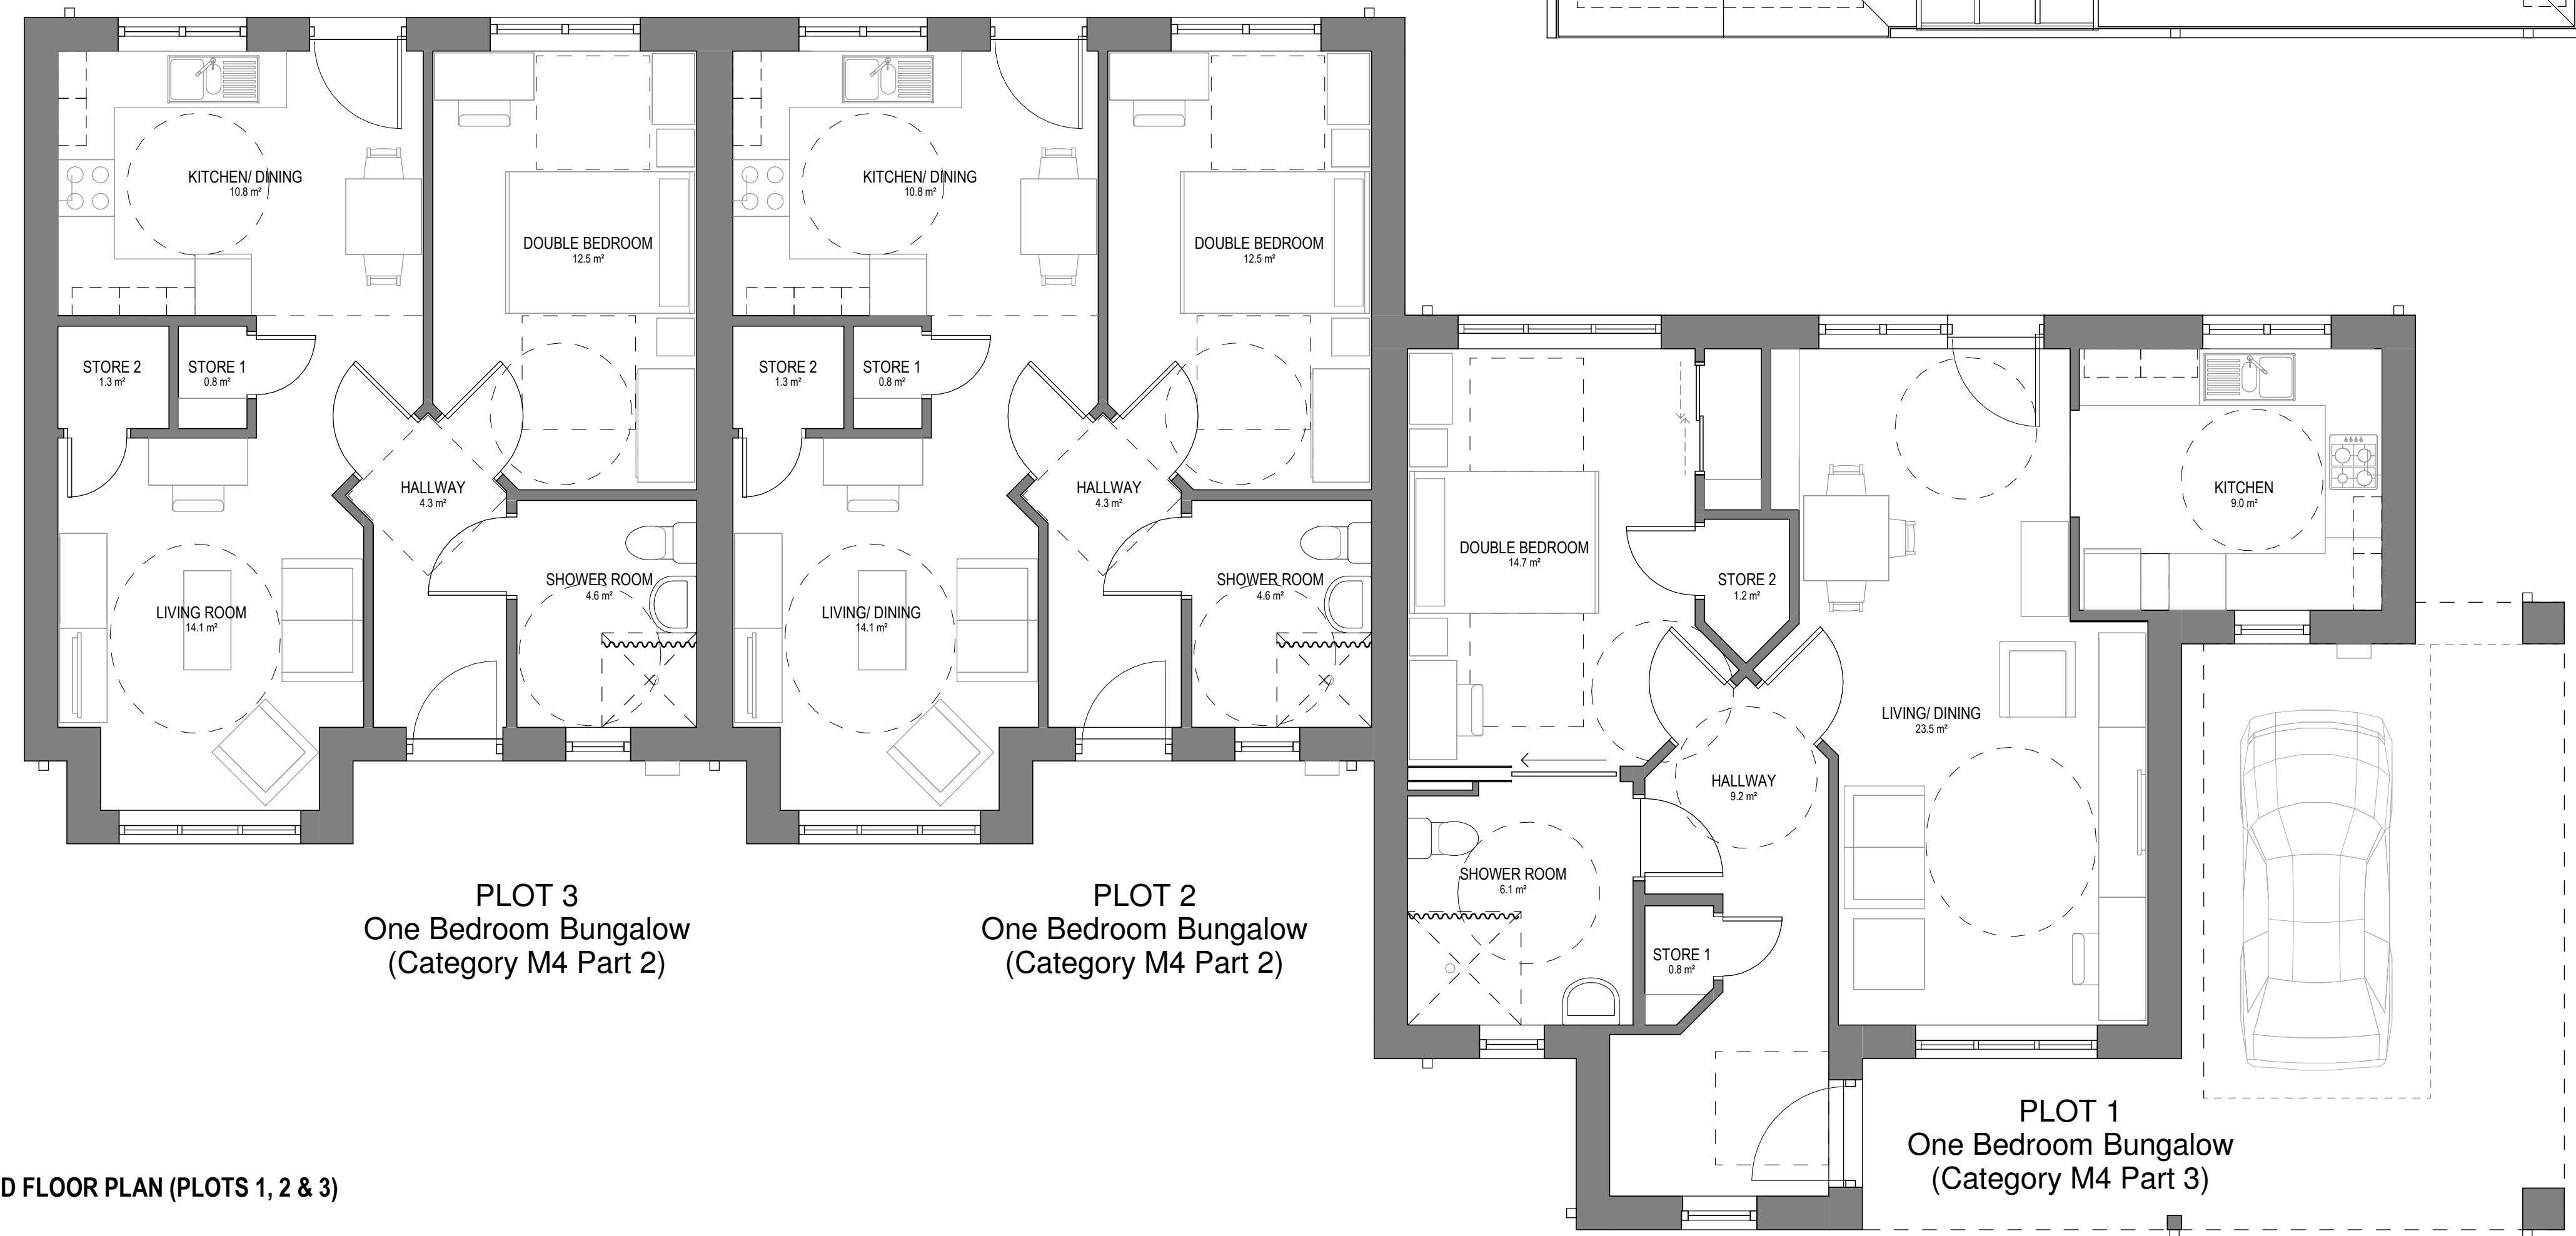 KITCHEN/ DINING
10.8 m²
DOUBLE BEDROOM
12.5 m²
STORE 2
1.3 m²
STORE 1
0.8 m²
HALLWAY
4.3 m²
SHOWER ROOM
4.6 m²
LIVING ROOM
14.1 m²
PLOT 3
One Bedroom Bungalow
(Category M4 Part 2)
KITCHEN/ DINING
10.8 m²
DOUBLE BEDROOM
12.5 m²
STORE 2
1.3 m²
STORE 1
0.8 m²
HALLWAY
4.3 m²
SHOWER ROOM
4.6 m²
LIVING/ DINING
14.1 m²
PLOT 2
One Bedroom Bungalow
(Category M4 Part 2)
DOUBLE BEDROOM
14.7 m²
STORE 2
1.2 m²
KITCHEN
9.0 m²
LIVING/ DINING
23.5 m²
HALLWAY
9.2 m²
SHOWER ROOM
6.1 m²
STORE 1
0.8 m²
PLOT 1
One Bedroom Bungalow
(Category M4 Part 3)
D FLOOR PLAN (PLOTS 1, 2 & 3)